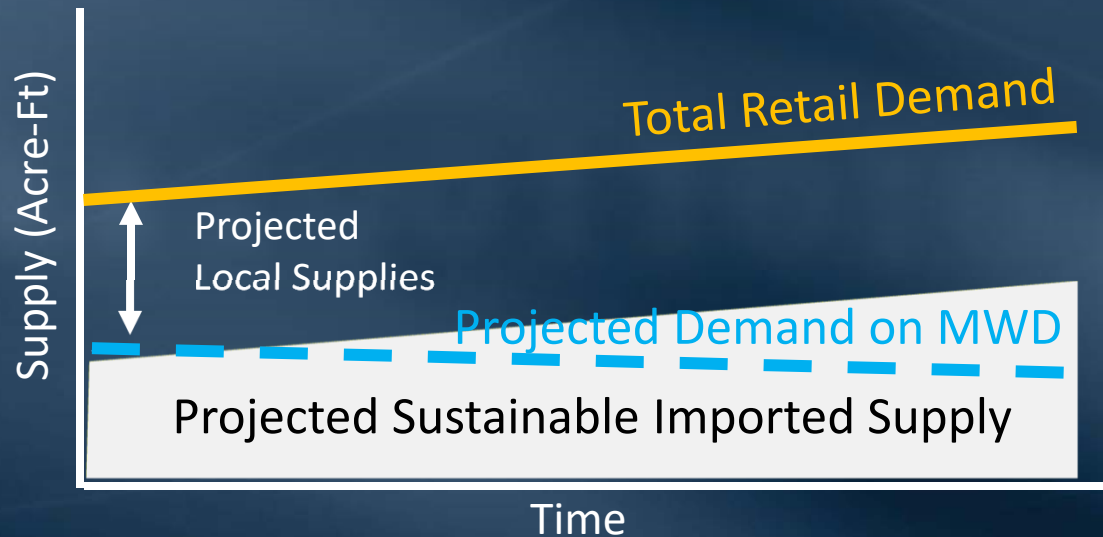 Supply (Acre-Ft)
Total Retail Demand
Projected
Local Supplies
Projected Demand on MWD
Projected Sustainable Imported Supply
Time